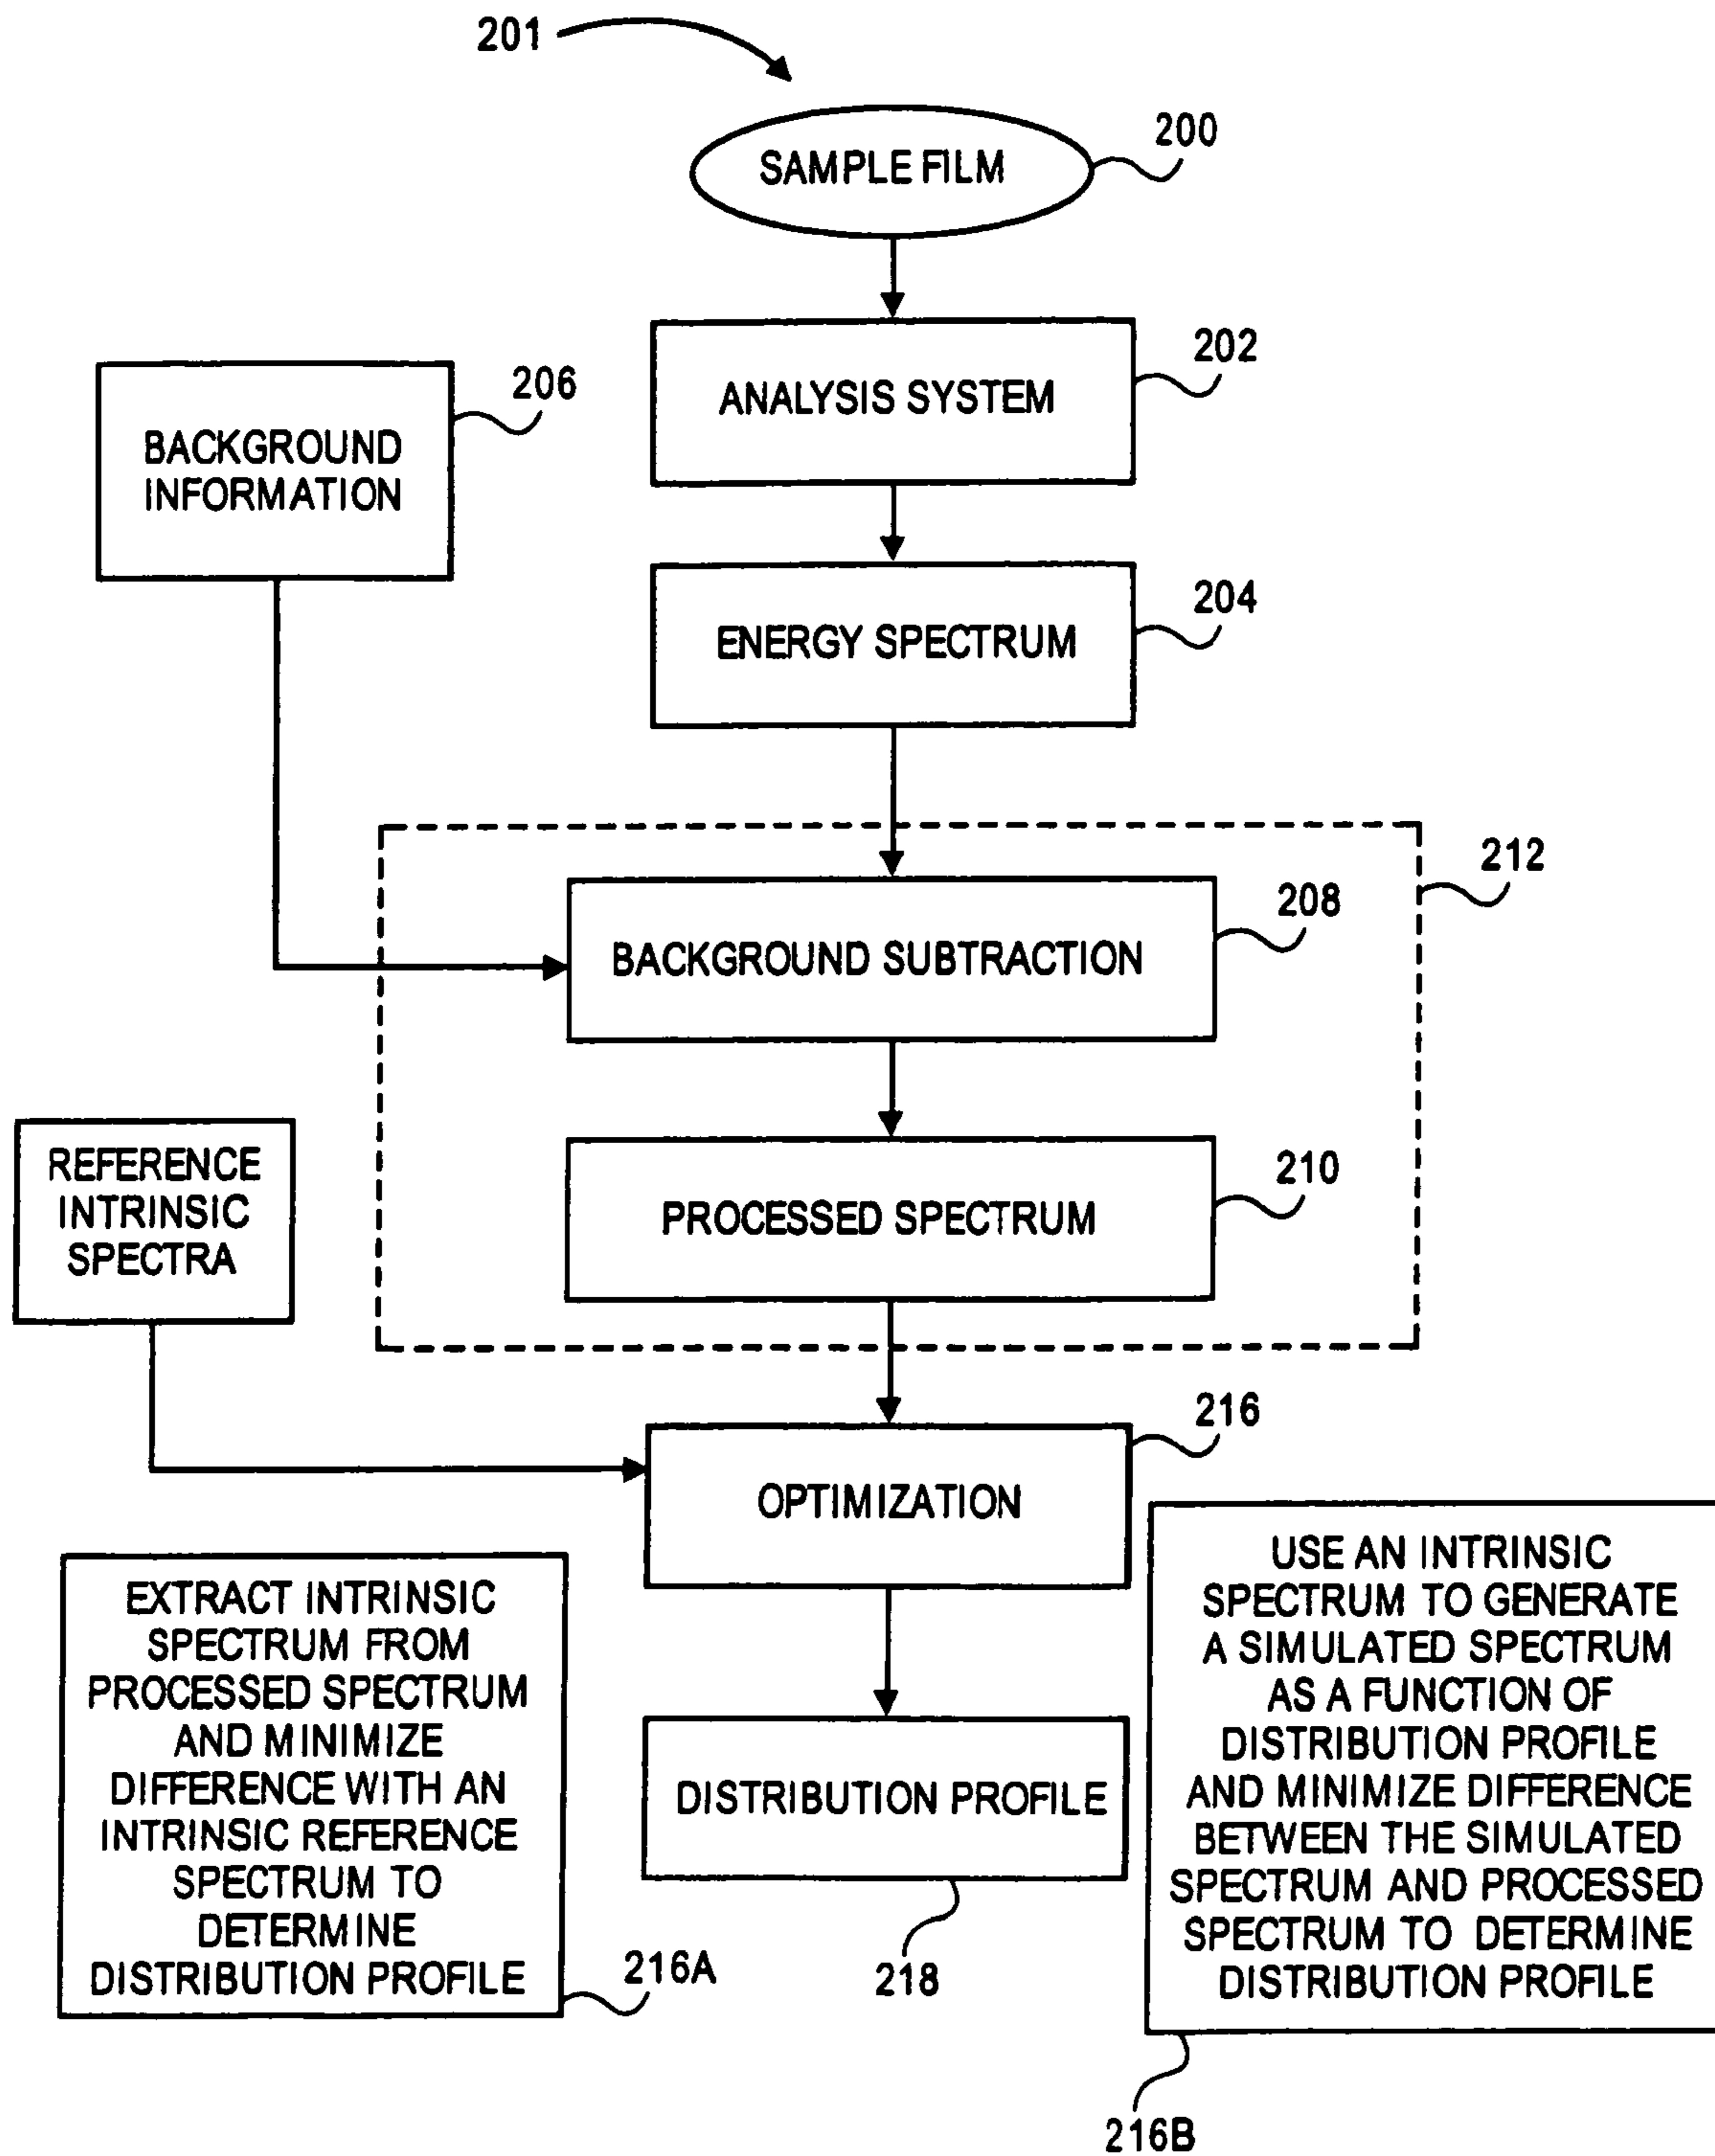 201
SAMPLE FILM
200
ANALYSIS SYSTEM
202
BACKGROUND
INFORMATION
206
ENERGY SPECTRUM
204
212
BACKGROUND SUBTRACTION
208
PROCESSED SPECTRUM
210
REFERENCE
INTRINSIC
SPECTRA
OPTIMIZATION
216
EXTRACT INTRINSIC
SPECTRUM FROM
PROCESSED SPECTRUM
AND MINIMIZE
DIFFERENCE WITH AN
INTRINSIC REFERENCE
SPECTRUM TO
DETERMINE
DISTRIBUTION PROFILE
216A
DISTRIBUTION PROFILE
218
USE AN INTRINSIC
SPECTRUM TO GENERATE
A SIMULATED SPECTRUM
AS A FUNCTION OF
DISTRIBUTION PROFILE
AND MINIMIZE DIFFERENCE
BETWEEN THE SIMULATED
SPECTRUM AND PROCESSED
SPECTRUM TO DETERMINE
DISTRIBUTION PROFILE
216B